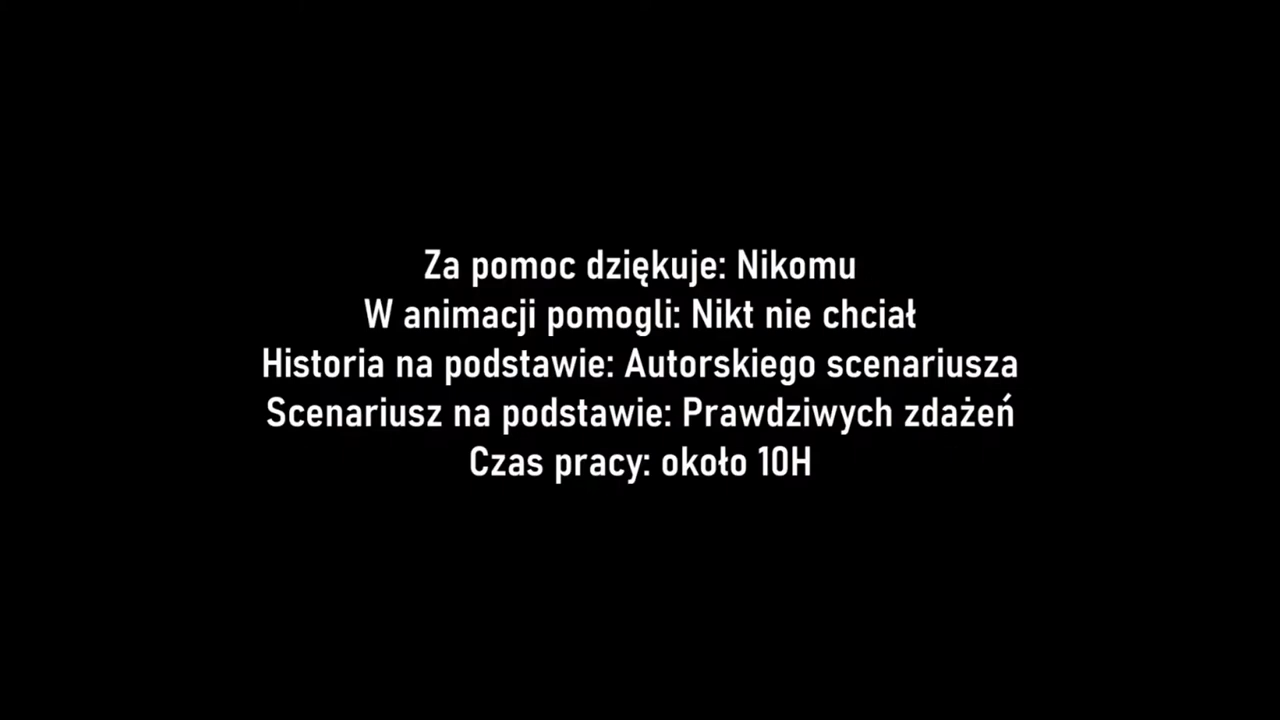 Za pomoc dziękuje: Nikomu
W animacji pomogli: Nikt nie chciał
Historia na podstawie: Autorskiego scenariusza
Scenariusz na podstawie: Prawdziwych zdażeń
Czas pracy: około 10H